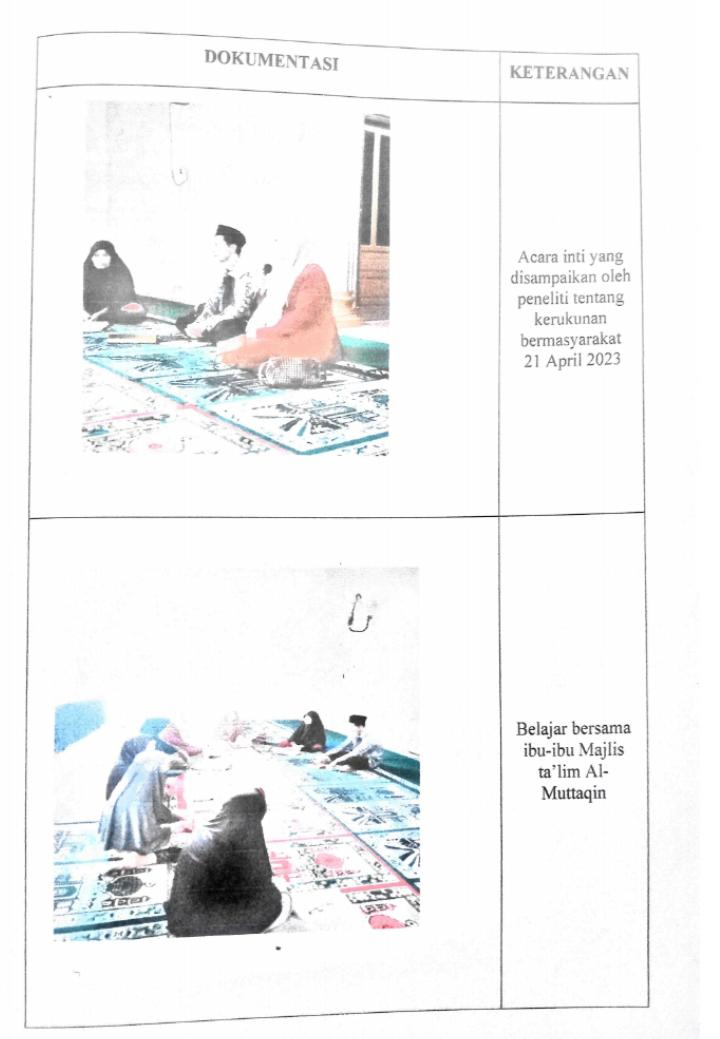 DOKUMENTASI
KETERANGAN
Acara inti yang
disampaikan oleh
peneliti tentang
kerukunan
bermasyarakat
21 April 2023
Belajar bersama
ibu-ibu Majlis
ta’lim Al-
Muttaqin